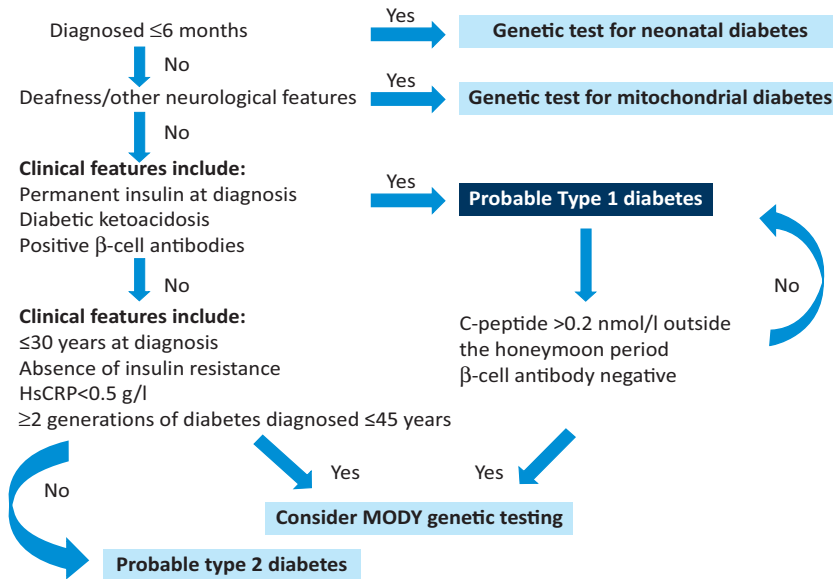 Diagnosed ≤6 months
Yes
Genetic test for neonatal diabetes
No
Deafness/other neurological features
Yes
Genetic test for mitochondrial diabetes
No
Clinical features include:
Permanent insulin at diagnosis
Diabetic ketoacidosis
Positive β-cell antibodies
Yes
Probable Type 1 diabetes
No
No
Clinical features include:
≤30 years at diagnosis
Absence of insulin resistance
HsCRP<0.5 g/l
≥2 generations of diabetes diagnosed ≤45 years
C-peptide >0.2 nmol/l outside
the honeymoon period
β-cell antibody negative
No
Yes
Yes
Consider MODY genetic testing
Probable type 2 diabetes